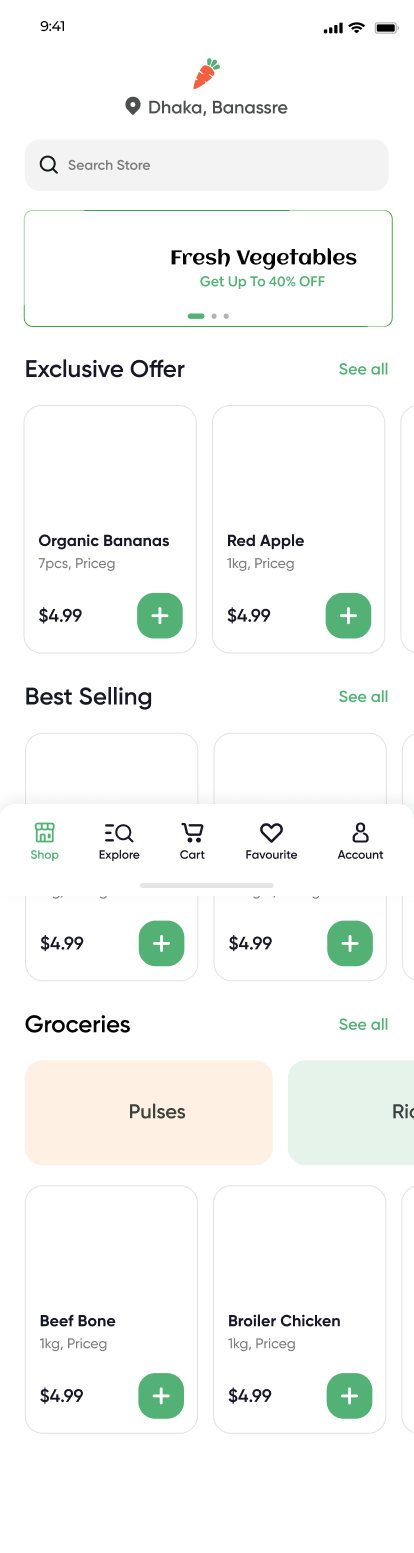 9:41
Dhaka, Banassre
Search Store
Fresh Vegetables
Get Up To 40% OFF
Exclusive Offer
See all
Organic Bananas
7pcs, Priceg
$4.99
Red Apple
1kg, Priceg
$4.99
Best Selling
See all
Shop
Explore
Cart
Favourite
Account
$4.99
$4.99
Groceries
See all
Pulses
Beef Bone
1kg, Priceg
$4.99
Broiler Chicken
1kg, Priceg
$4.99